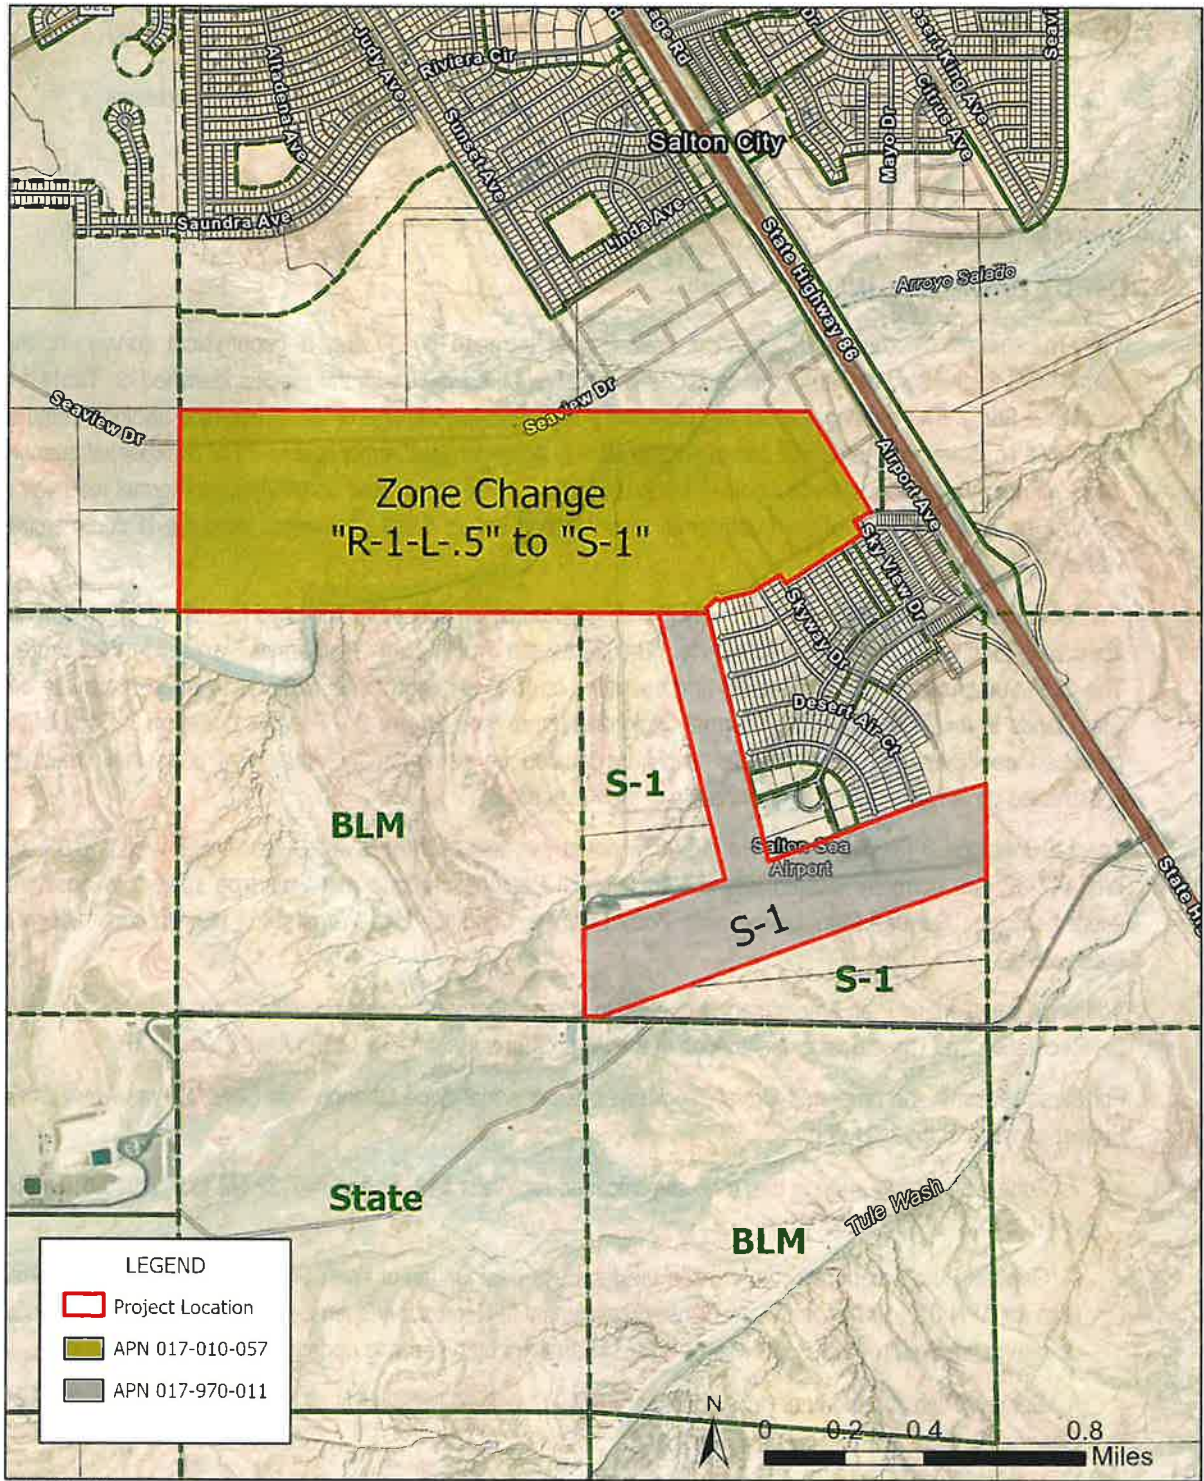 Riviera Cir
Altadena Ave
Judy Ave
Sunset Ave
Salton City
Mayo Dr
Citrus Ave
Saundra Ave
Linda Ave
State Highway 86
Arroyo Salado
Seaview Dr
Seaview Dr
Airport Ave
Zone Change
"R-1-L-.5" to "S-1"
Sky View Dr
Skyway Dr
Desert Air Ct
S-1
BLM
Salton Sea
Airport
S-1
S-1
State
BLM
Tule Wash
LEGEND
Project Location
APN 017-010-057
APN 017-970-011
N
0 0.2 0.4 0.8
Miles